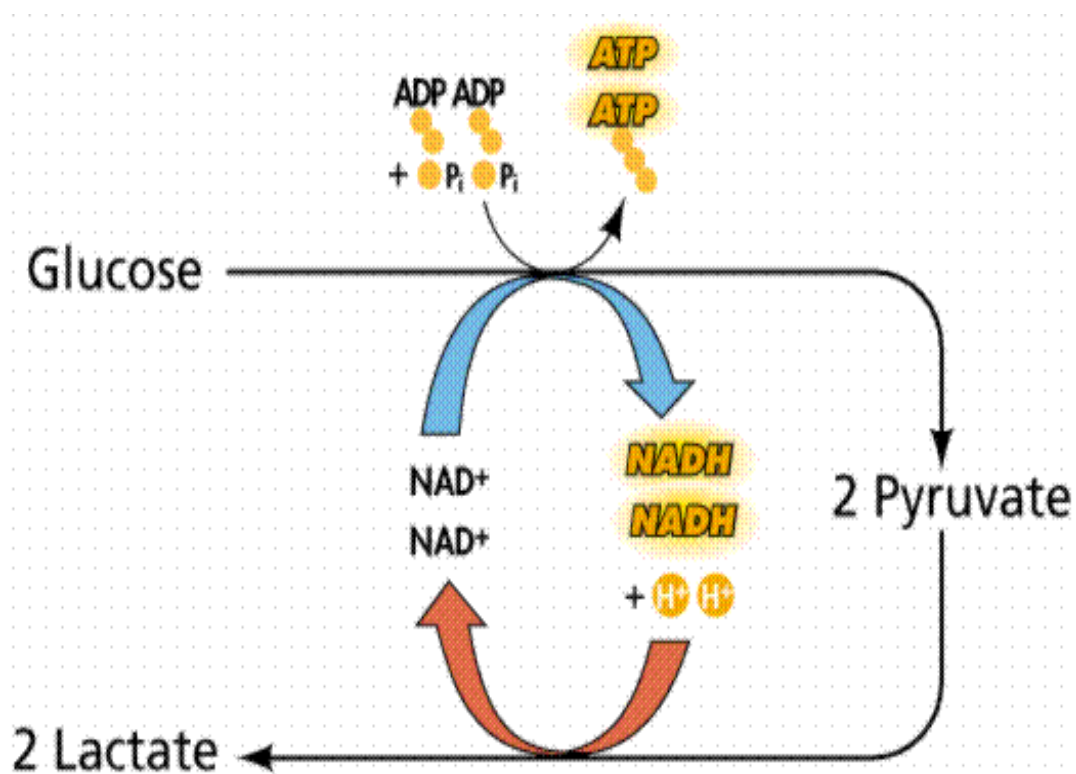 ATP
ADP ADP
ATP
+ Pi Pi
Glucose
NADH
NAD+
2 Pyruvate
NADH
NAD+
+ H+ H+
2 Lactate